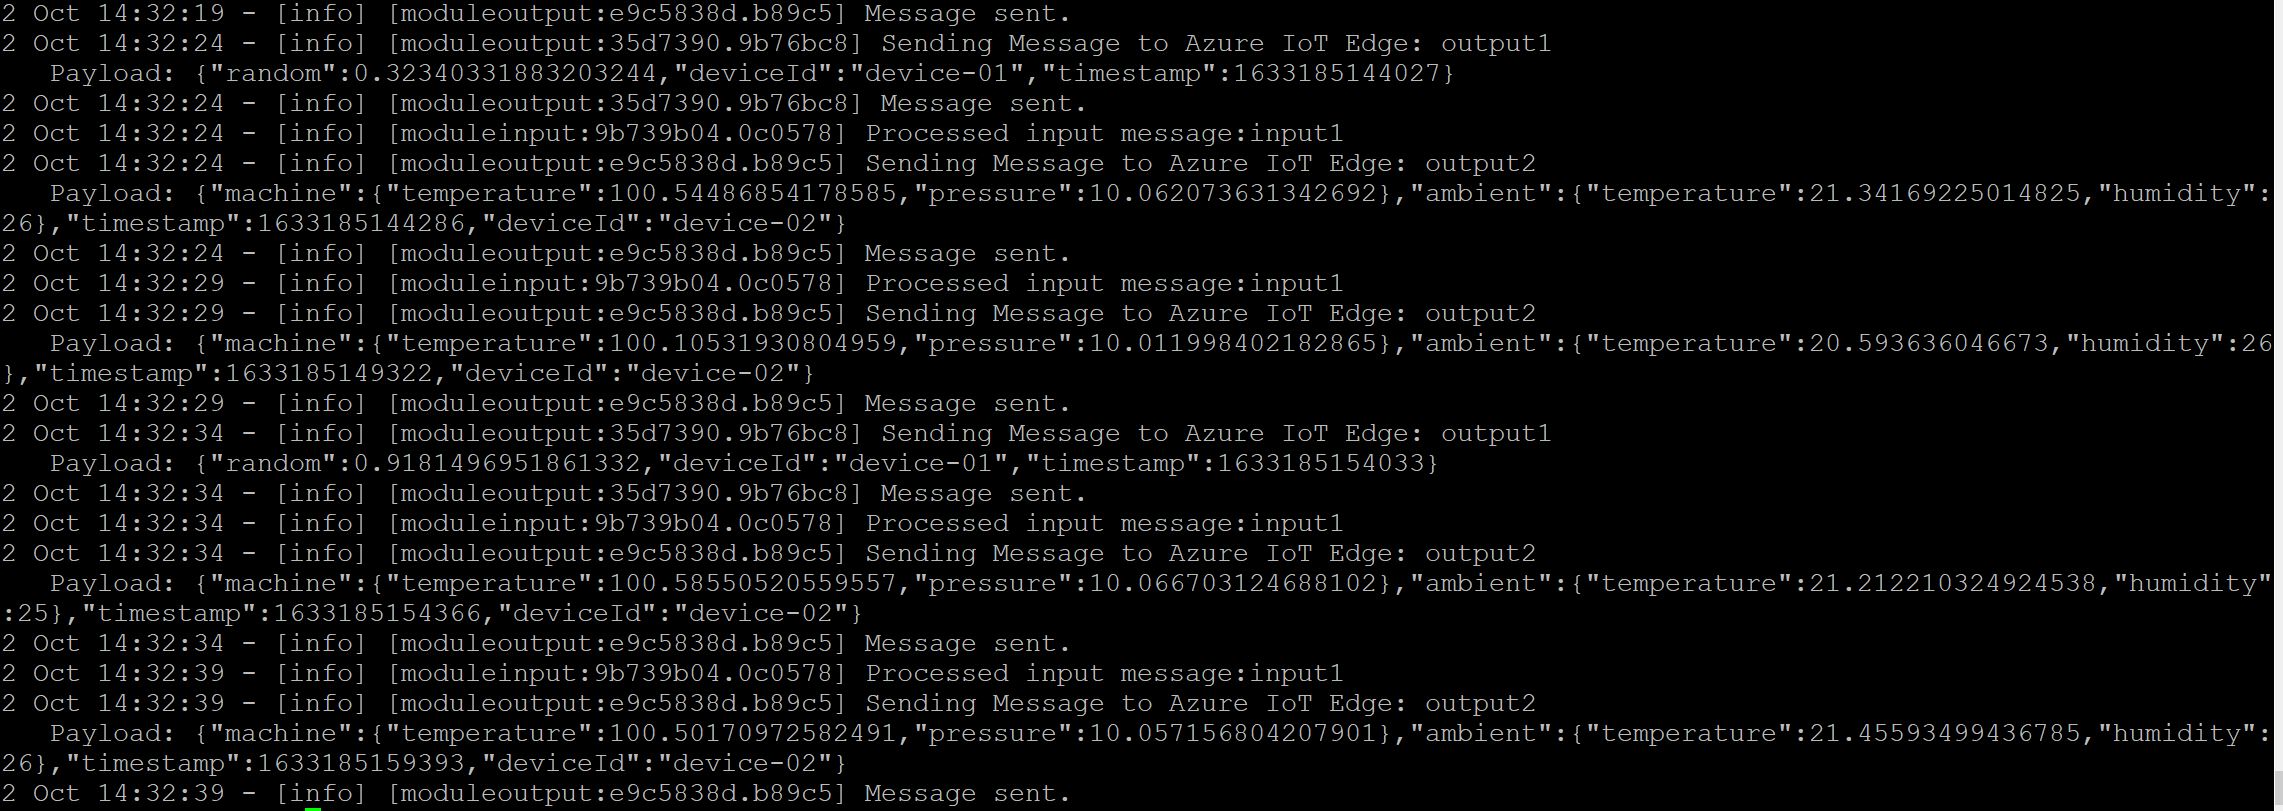 2 Oct 14:32:19 - [info] [moduleoutput:e9c5838d.b89c5] Message sent.
2 Oct 14:32:24 - [info] [moduleoutput:35d7390.9b76bc8] Sending Message to Azure IoT Edge: output1
   Payload: {"random":0.32340331883203244,"deviceId":"device-01","timestamp":1633185144027}
2 Oct 14:32:24 - [info] [moduleoutput:35d7390.9b76bc8] Message sent.
2 Oct 14:32:24 - [info] [moduleinput:9b739b04.0c0578] Processed input message:input1
2 Oct 14:32:24 - [info] [moduleoutput:e9c5838d.b89c5] Sending Message to Azure IoT Edge: output2
   Payload: {"machine":{"temperature":100.54486854178585,"pressure":10.062073631342692},"ambient":{"temperature":21.34169225014825,"humidity":
26},"timestamp":1633185144286,"deviceId":"device-02"}
2 Oct 14:32:24 - [info] [moduleoutput:e9c5838d.b89c5] Message sent.
2 Oct 14:32:29 - [info] [moduleinput:9b739b04.0c0578] Processed input message:input1
2 Oct 14:32:29 - [info] [moduleoutput:e9c5838d.b89c5] Sending Message to Azure IoT Edge: output2
   Payload: {"machine":{"temperature":100.10531930804959,"pressure":10.011998402182865},"ambient":{"temperature":20.593636046673,"humidity":26
},"timestamp":1633185149322,"deviceId":"device-02"}
2 Oct 14:32:29 - [info] [moduleoutput:e9c5838d.b89c5] Message sent.
2 Oct 14:32:34 - [info] [moduleoutput:35d7390.9b76bc8] Sending Message to Azure IoT Edge: output1
   Payload: {"random":0.9181496951861332,"deviceId":"device-01","timestamp":1633185154033}
2 Oct 14:32:34 - [info] [moduleoutput:35d7390.9b76bc8] Message sent.
2 Oct 14:32:34 - [info] [moduleinput:9b739b04.0c0578] Processed input message:input1
2 Oct 14:32:34 - [info] [moduleoutput:e9c5838d.b89c5] Sending Message to Azure IoT Edge: output2
   Payload: {"machine":{"temperature":100.58550520559557,"pressure":10.066703124688102},"ambient":{"temperature":21.212210324924538,"humidity"
:25},"timestamp":1633185154366,"deviceId":"device-02"}
2 Oct 14:32:34 - [info] [moduleoutput:e9c5838d.b89c5] Message sent.
2 Oct 14:32:39 - [info] [moduleinput:9b739b04.0c0578] Processed input message:input1
2 Oct 14:32:39 - [info] [moduleoutput:e9c5838d.b89c5] Sending Message to Azure IoT Edge: output2
   Payload: {"machine":{"temperature":100.50170972582491,"pressure":10.057156804207901},"ambient":{"temperature":21.45593499436785,"humidity":
26},"timestamp":1633185159393,"deviceId":"device-02"}
2 Oct 14:32:39 - [info] [moduleoutput:e9c5838d.b89c5] Message sent.